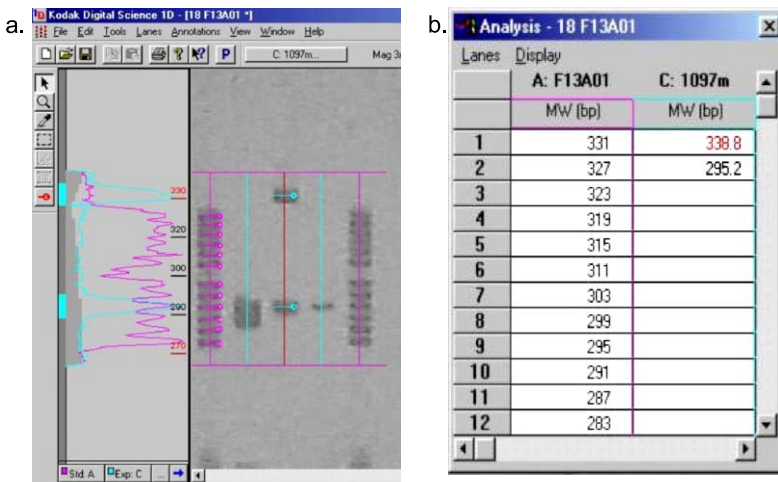 a.
Kodak Digital Science 1D - [18 F13A01 *]
File Edit Tools Lanes Annotations View Window Help
P C: 1097m... Mag 3
330
320
300
290
270
Std: A Exp: C ...
b.
Analysis - 18 F13A01
Lanes Display
A: F13A01 C: 1097m
MW (bp) MW (bp)
1 331 338.8
2 327 295.2
3 323
4 319
5 315
6 311
7 303
8 299
9 295
10 291
11 287
12 283